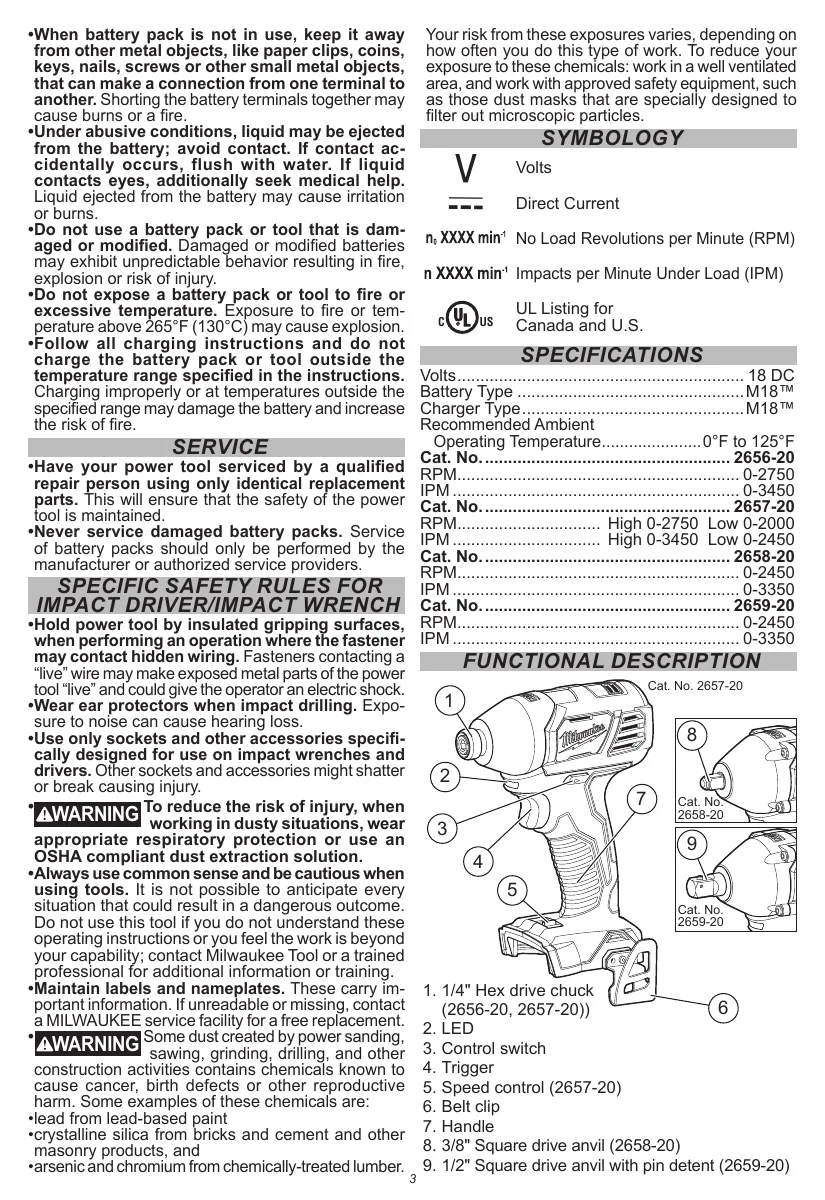 •When battery pack is not in use, keep it away
from other metal objects, like paper clips, coins,
keys, nails, screws or other small metal objects,
that can make a connection from one terminal to
another. Shorting the battery terminals together may
cause burns or a fire.
•Under abusive conditions, liquid may be ejected
from the battery; avoid contact. If contact ac-
cidentally occurs, flush with water. If liquid
contacts eyes, additionally seek medical help.
Liquid ejected from the battery may cause irritation
or burns.
•Do not use a battery pack or tool that is dam-
aged or modified. Damaged or modified batteries
may exhibit unpredictable behavior resulting in fire,
explosion or risk of injury.
•Do not expose a battery pack or tool to fire or
excessive temperature. Exposure to fire or tem-
perature above 265°F (130°C) may cause explosion.
•Follow all charging instructions and do not
charge the battery pack or tool outside the
temperature range specified in the instructions.
Charging improperly or at temperatures outside the
specified range may damage the battery and increase
the risk of fire.
SERVICE
•Have your power tool serviced by a qualified
repair person using only identical replacement
parts. This will ensure that the safety of the power
tool is maintained.
•Never service damaged battery packs. Service
of battery packs should only be performed by the
manufacturer or authorized service providers.
SPECIFIC SAFETY RULES FOR
IMPACT DRIVER/IMPACT WRENCH
•Hold power tool by insulated gripping surfaces,
when performing an operation where the fastener
may contact hidden wiring. Fasteners contacting a
“live” wire may make exposed metal parts of the power
tool “live” and could give the operator an electric shock.
•Wear ear protectors when impact drilling. Expo-
sure to noise can cause hearing loss.
•Use only sockets and other accessories specifi-
cally designed for use on impact wrenches and
drivers. Other sockets and accessories might shatter
or break causing injury.
• WARNING To reduce the risk of injury, when
working in dusty situations, wear
appropriate respiratory protection or use an
OSHA compliant dust extraction solution.
•Always use common sense and be cautious when
using tools. It is not possible to anticipate every
situation that could result in a dangerous outcome.
Do not use this tool if you do not understand these
operating instructions or you feel the work is beyond
your capability; contact Milwaukee Tool or a trained
professional for additional information or training.
•Maintain labels and nameplates. These carry im-
portant information. If unreadable or missing, contact
a MILWAUKEE service facility for a free replacement.
• WARNING Some dust created by power sanding,
sawing, grinding, drilling, and other
construction activities contains chemicals known to
cause cancer, birth defects or other reproductive
harm. Some examples of these chemicals are:
•lead from lead-based paint
•crystalline silica from bricks and cement and other
masonry products, and
•arsenic and chromium from chemically-treated lumber.
Your risk from these exposures varies, depending on
how often you do this type of work. To reduce your
exposure to these chemicals: work in a well ventilated
area, and work with approved safety equipment, such
as those dust masks that are specially designed to
filter out microscopic particles.
SYMBOLOGY
V Volts
Direct Current
n0 XXXX min-1 No Load Revolutions per Minute (RPM)
n XXXX min-1 Impacts per Minute Under Load (IPM)
C UL US UL Listing for
Canada and U.S.
SPECIFICATIONS
Volts................................................................ 18 DC
Battery Type ..................................................M18™
Charger Type.................................................M18™
Recommended Ambient
Operating Temperature......................0°F to 125°F
Cat. No. ................................................. 2656-20
RPM............................................................... 0-2750
IPM ................................................................ 0-3450
Cat. No. ................................................. 2657-20
RPM................................ High 0-2750 Low 0-2000
IPM ................................. High 0-3450 Low 0-2450
Cat. No. ................................................. 2658-20
RPM............................................................... 0-2450
IPM ................................................................ 0-3350
Cat. No. ................................................. 2659-20
RPM............................................................... 0-2450
IPM ................................................................ 0-3350
FUNCTIONAL DESCRIPTION
Cat. No. 2657-20
1
Milwaukee
8
2
7
Cat. No.
2658-20
3
9
4
5
Cat. No.
2659-20
6
1. 1/4" Hex drive chuck
(2656-20, 2657-20))
2. LED
3. Control switch
4. Trigger
5. Speed control (2657-20)
6. Belt clip
7. Handle
8. 3/8" Square drive anvil (2658-20)
9. 1/2" Square drive anvil with pin detent (2659-20)
3